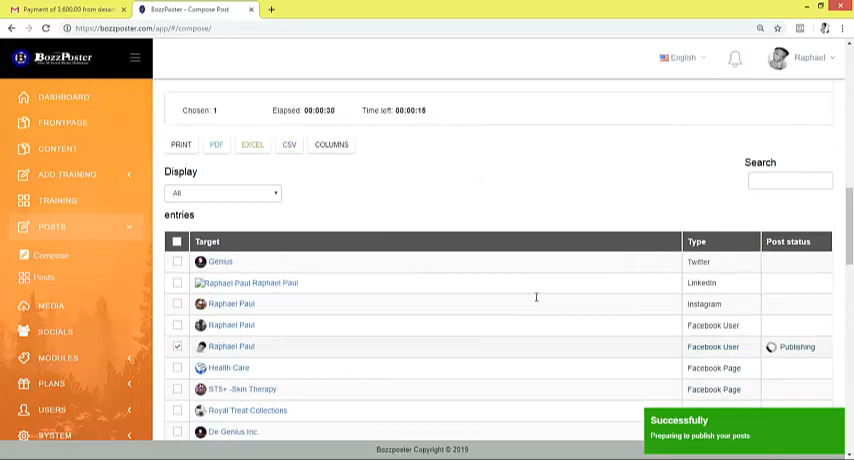 Payment of 3,600.00 from desar
BozzPoster - Compose Post
https://bozzposter.com/app/#/compose/
BozzPoster
English
Raphael
DASHBOARD
FRONTPAGE
CONTENT
ADD TRAINING
TRAINING
POSTS
Compose
Posts
MEDIA
SOCIALS
MODULES
PLANS
USERS
SYSTEM
Chosen: 1 Elapsed: 00:00:30 Time left: 00:00:15
PRINT PDF EXCEL CSV COLUMNS
Display
Search
All
entries
Target Type Post status
Genius Twitter
Raphael Paul Raphael Paul LinkedIn
Raphael Paul Instagram
Raphael Paul Facebook User
Raphael Paul Facebook User Publishing
Health Care Facebook Page
ST5+ -Skin Therapy Facebook Page
Royal Treat Collections
De Genius Inc.
Successfully
Preparing to publish your posts
Bozzposter Copyright © 2019